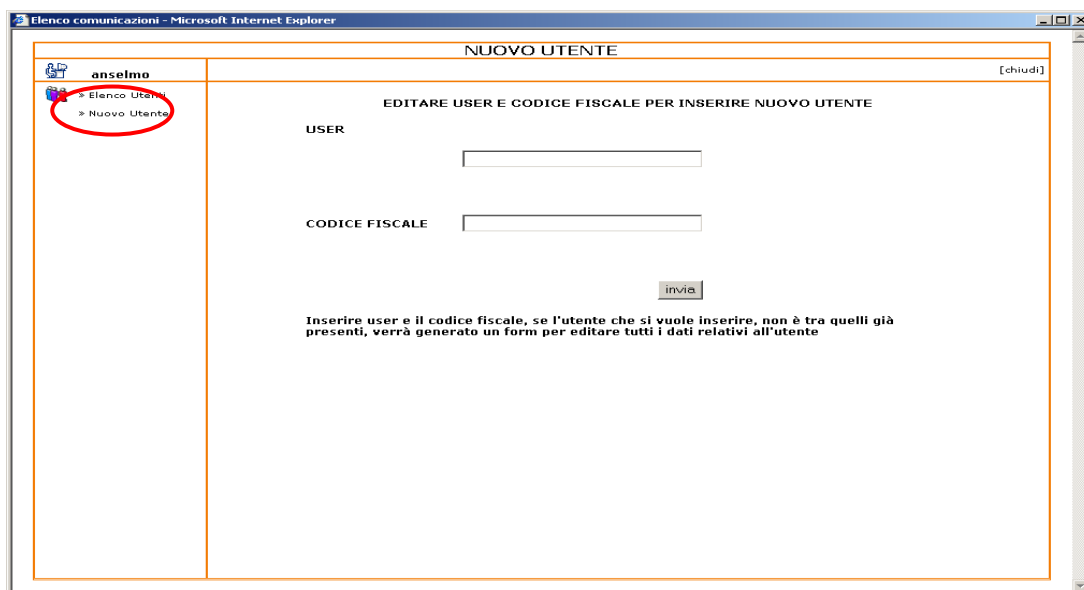 Elenco comunicazioni - Microsoft Internet Explorer
NUOVO UTENTE
anselmo
[chiudi]
» Elenco Utenti
» Nuovo Utente
EDITARE USER E CODICE FISCALE PER INSERIRE NUOVO UTENTE
USER
CODICE FISCALE
invia
Inserire user e il codice fiscale, se l'utente che si vuole inserire, non è tra quelli già
presenti, verrà generato un form per editare tutti i dati relativi all'utente